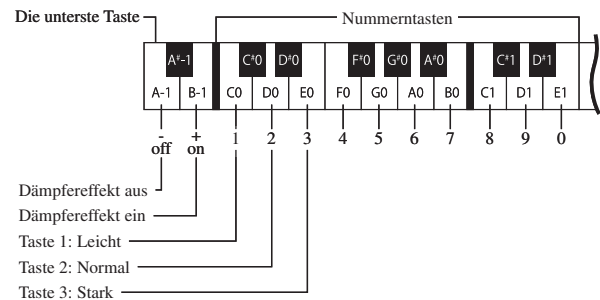 Die unterste Taste
Nummerntasten
A#-1 C#0 D#0 F#0 G#0 A#0 C#1 D#1
A-1 B-1 C0 D0 E0 F0 G0 A0 B0 C1 D1 E1
- + 1 2 3 4 5 6 7 8 9 0
off on
Dämpfereffekt aus
Dämpfereffekt ein
Taste 1: Leicht
Taste 2: Normal
Taste 3: Stark